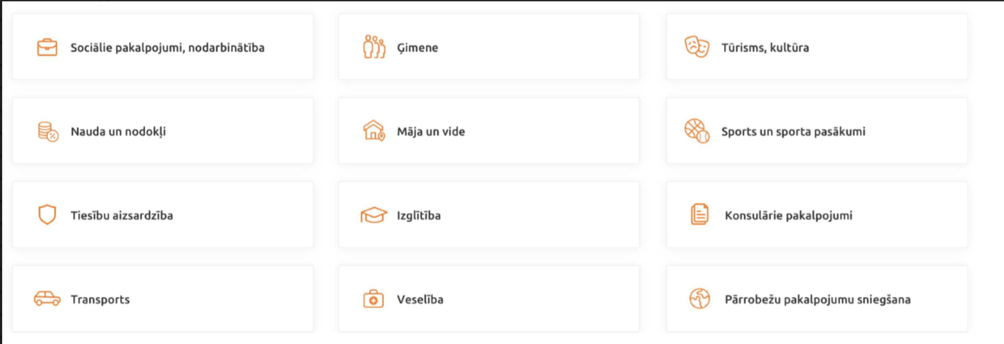 Sociālie pakalpojumi, nodarbinātība
Ģimene
Tūrisms, kultūra
Nauda un nodokļi
Māja un vide
Sports un sporta pasākumi
Tiesību aizsardzība
Izglītība
Konsulārie pakalpojumi
Transports
Veselība
Pārrobežu pakalpojumu sniegšana